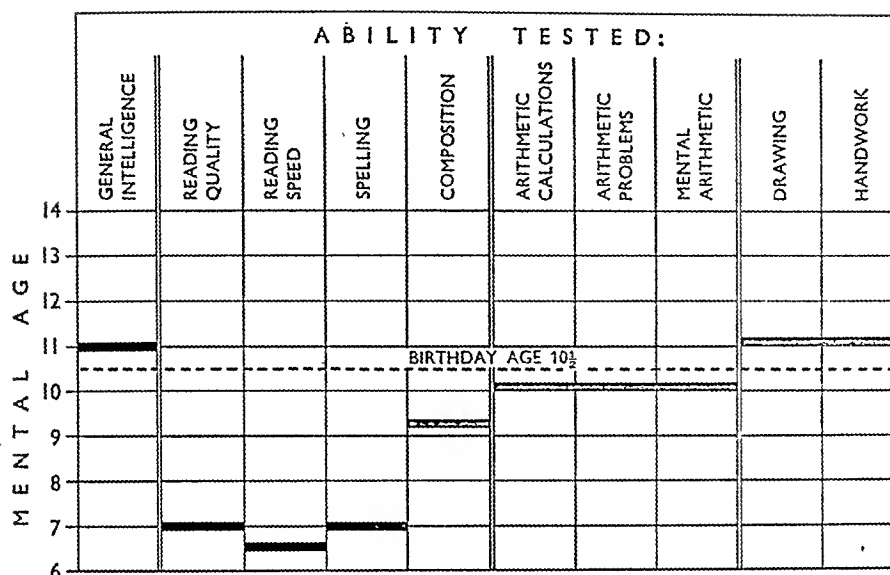 ABILITY TESTED:
GENERAL
INTELLIGENCE
READING
QUALITY
READING
SPEED
SPELLING
COMPOSITION
ARITHMETIC
CALCULATIONS
ARITHMETIC
PROBLEMS
MENTAL
ARITHMETIC
DRAWING
HANDWORK
MENTAL AGE
14
13
12
11
BIRTHDAY AGE 10½
10
9
8
7
6